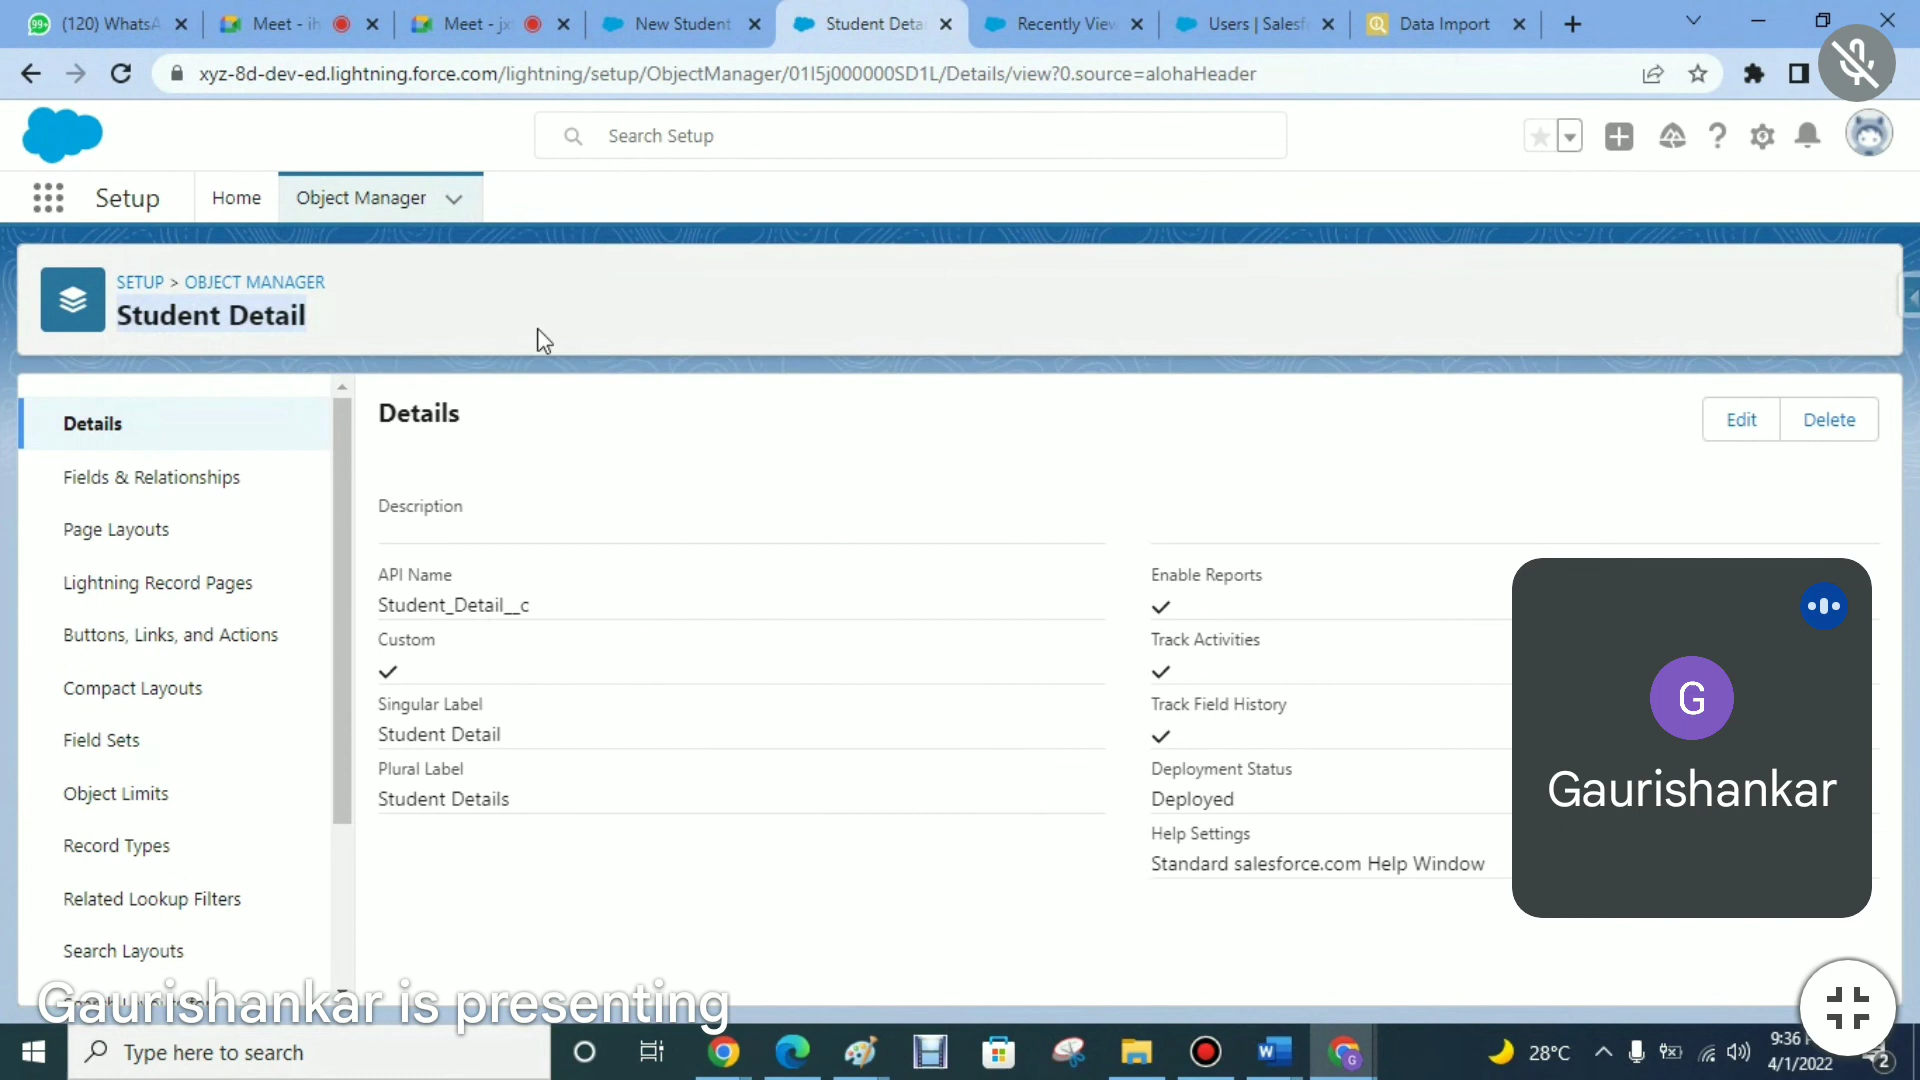 99+ (120) WhatsA
Meet - ih
Meet - jx
New Student
Student Deta
Recently View
Users | Salesf
Data Import
xyz-8d-dev-ed.lightning.force.com/lightning/setup/ObjectManager/01I5j000000SD1L/Details/view?0.source=alohaHeader
Search Setup
Setup
Home
Object Manager
SETUP > OBJECT MANAGER
Student Detail
Details
Fields & Relationships
Page Layouts
Lightning Record Pages
Buttons, Links, and Actions
Compact Layouts
Field Sets
Object Limits
Record Types
Related Lookup Filters
Search Layouts
Details
Edit
Delete
Description
API Name
Student_Detail__c
Custom
Singular Label
Student Detail
Plural Label
Student Details
Enable Reports
Track Activities
Track Field History
Deployment Status
Deployed
Help Settings
Standard salesforce.com Help Window
G
Gaurishankar
Gaurishankar is presenting
Type here to search
28°C
9:36
4/1/2022
2